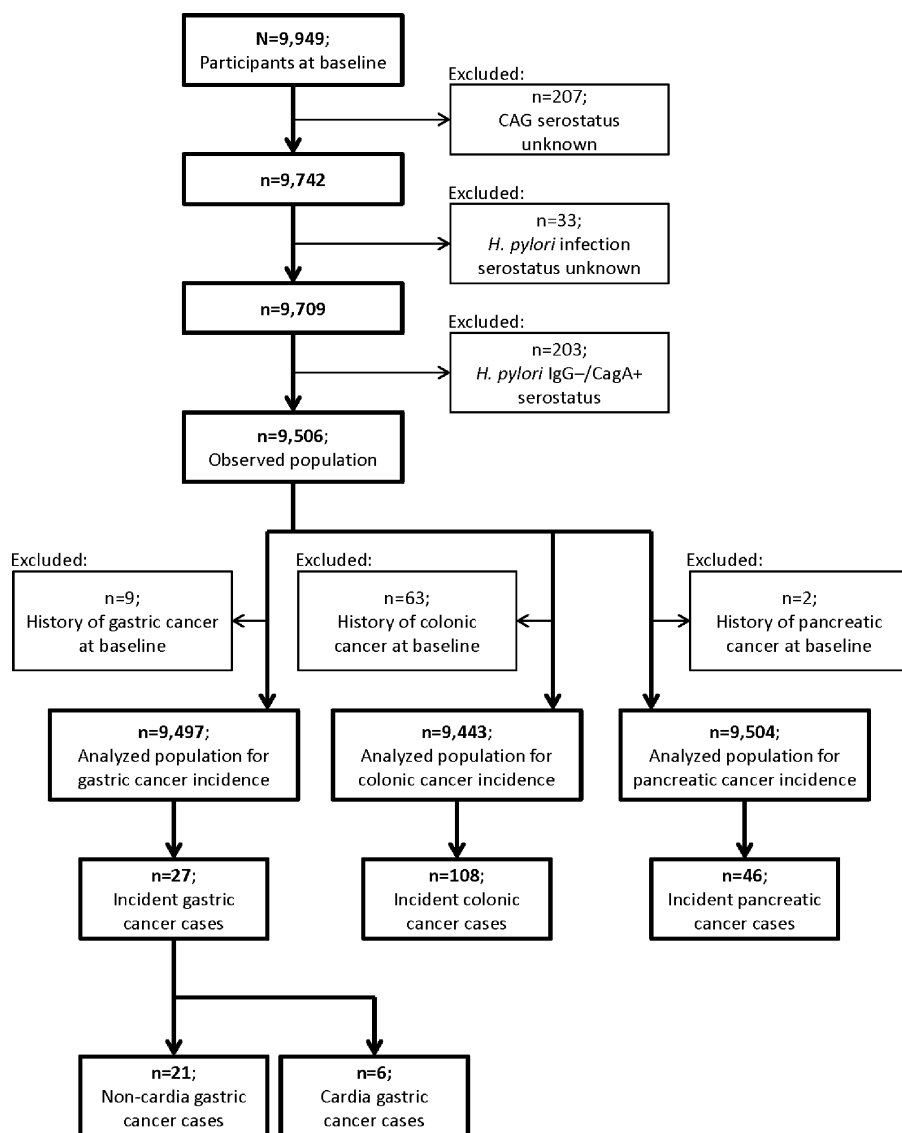 N=9,949;
Participants at baseline
Excluded:
n=207;
CAG serostatus
unknown
n=9,742
Excluded:
n=33;
H. pylori infection
serostatus unknown
n=9,709
Excluded:
n=203;
H. pylori IgG–/CagA+
serostatus
n=9,506;
Observed population
Excluded:
n=9;
History of gastric cancer
at baseline
Excluded:
n=63;
History of colonic
cancer at baseline
Excluded:
n=2;
History of pancreatic
cancer at baseline
n=9,497;
Analyzed population for
gastric cancer incidence
n=9,443;
Analyzed population for
colonic cancer incidence
n=9,504;
Analyzed population for
pancreatic cancer incidence
n=27;
Incident gastric
cancer cases
n=108;
Incident colonic
cancer cases
n=46;
Incident pancreatic
cancer cases
n=21;
Non-cardia gastric
cancer cases
n=6;
Cardia gastric
cancer cases